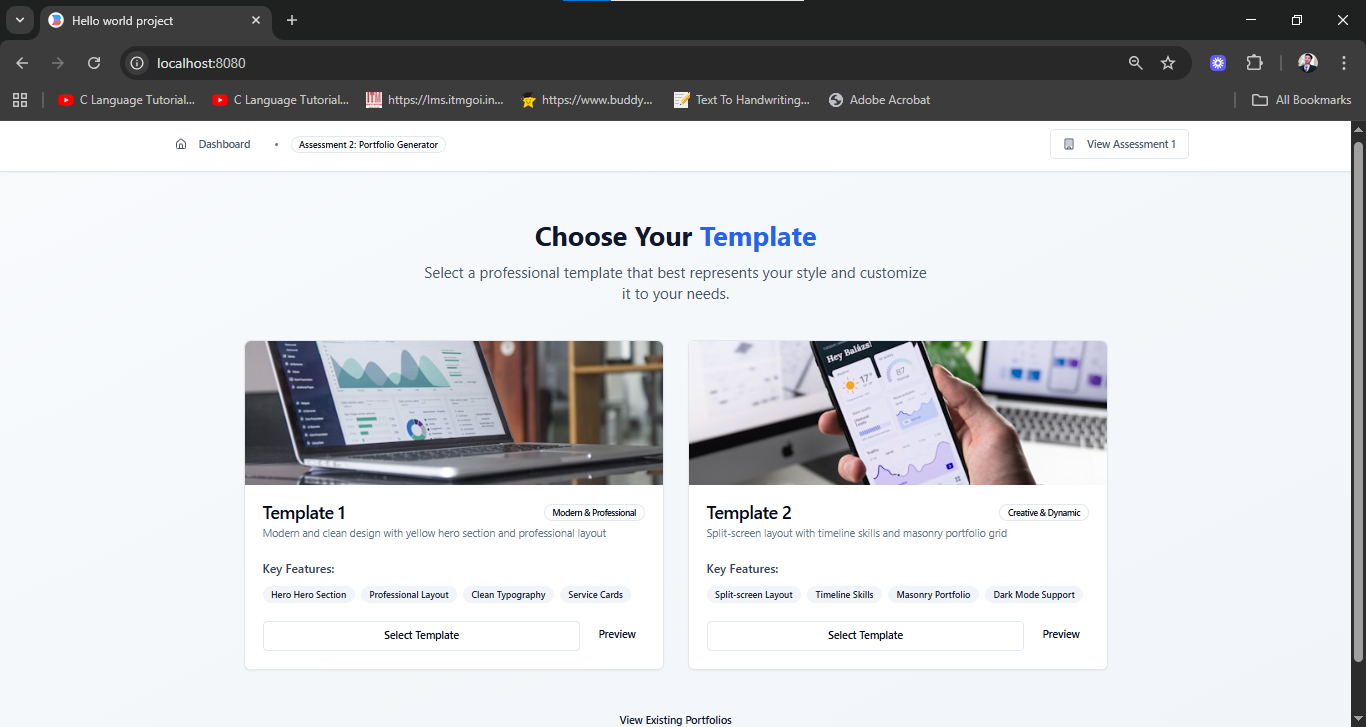 Hello world project
localhost:8080
C Language Tutorial...
C Language Tutorial...
https://lms.itmgoi.in...
https://www.buddy...
Text To Handwriting...
Adobe Acrobat
All Bookmarks
Dashboard
•
Assessment 2: Portfolio Generator
View Assessment 1
Choose Your Template
Select a professional template that best represents your style and customize
it to your needs.
Hey Balázs!
17°
87
Template 1
Modern & Professional
Modern and clean design with yellow hero section and professional layout
Key Features:
Hero Hero Section
Professional Layout
Clean Typography
Service Cards
Select Template
Preview
Template 2
Creative & Dynamic
Split-screen layout with timeline skills and masonry portfolio grid
Key Features:
Split-screen Layout
Timeline Skills
Masonry Portfolio
Dark Mode Support
Select Template
Preview
View Existing Portfolios